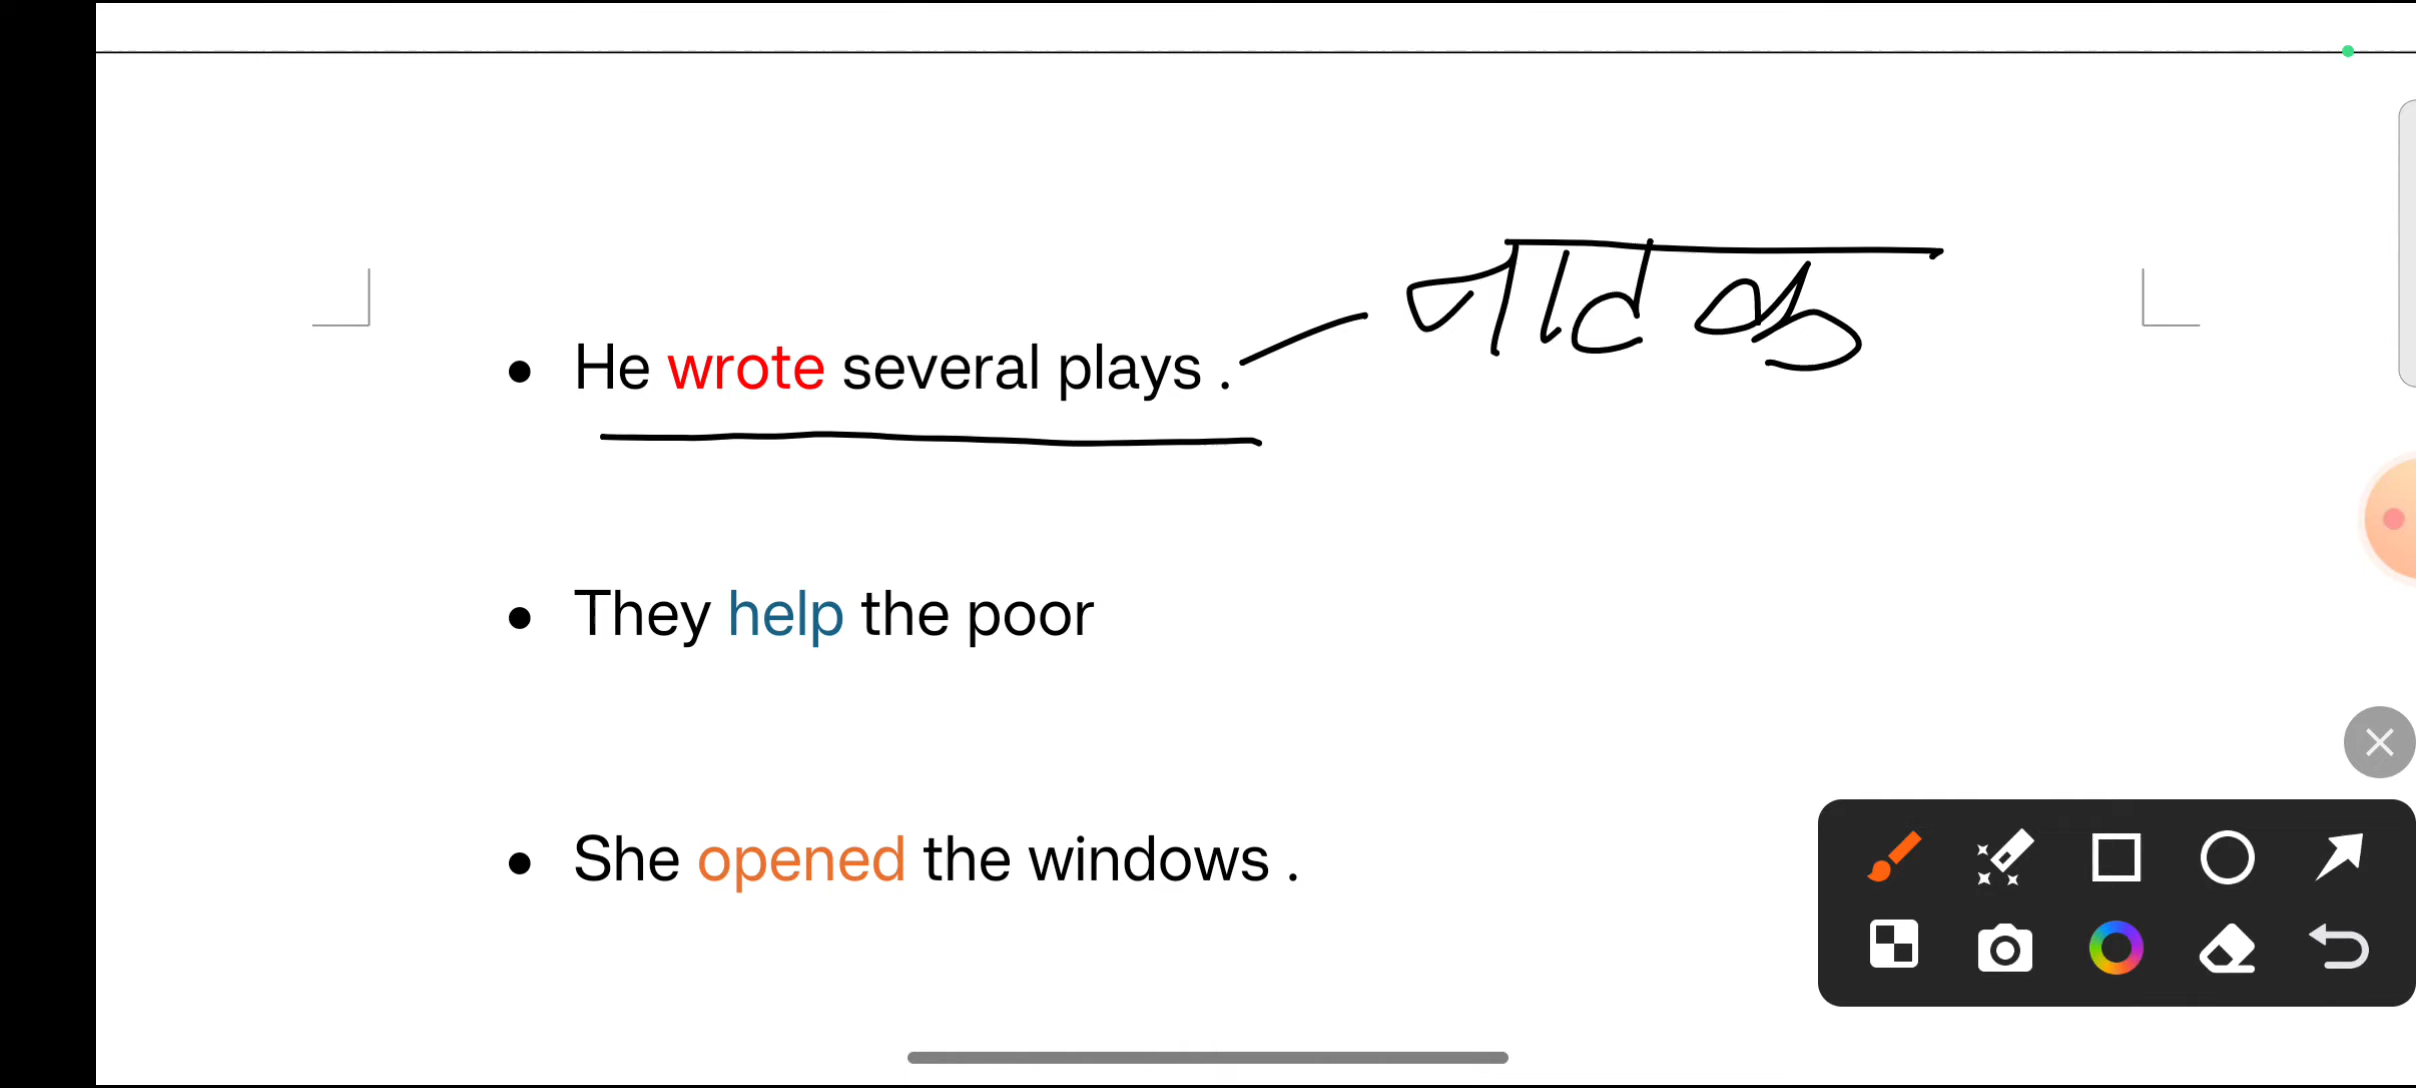 নাটক
He wrote several plays .
They help the poor
She opened the windows .